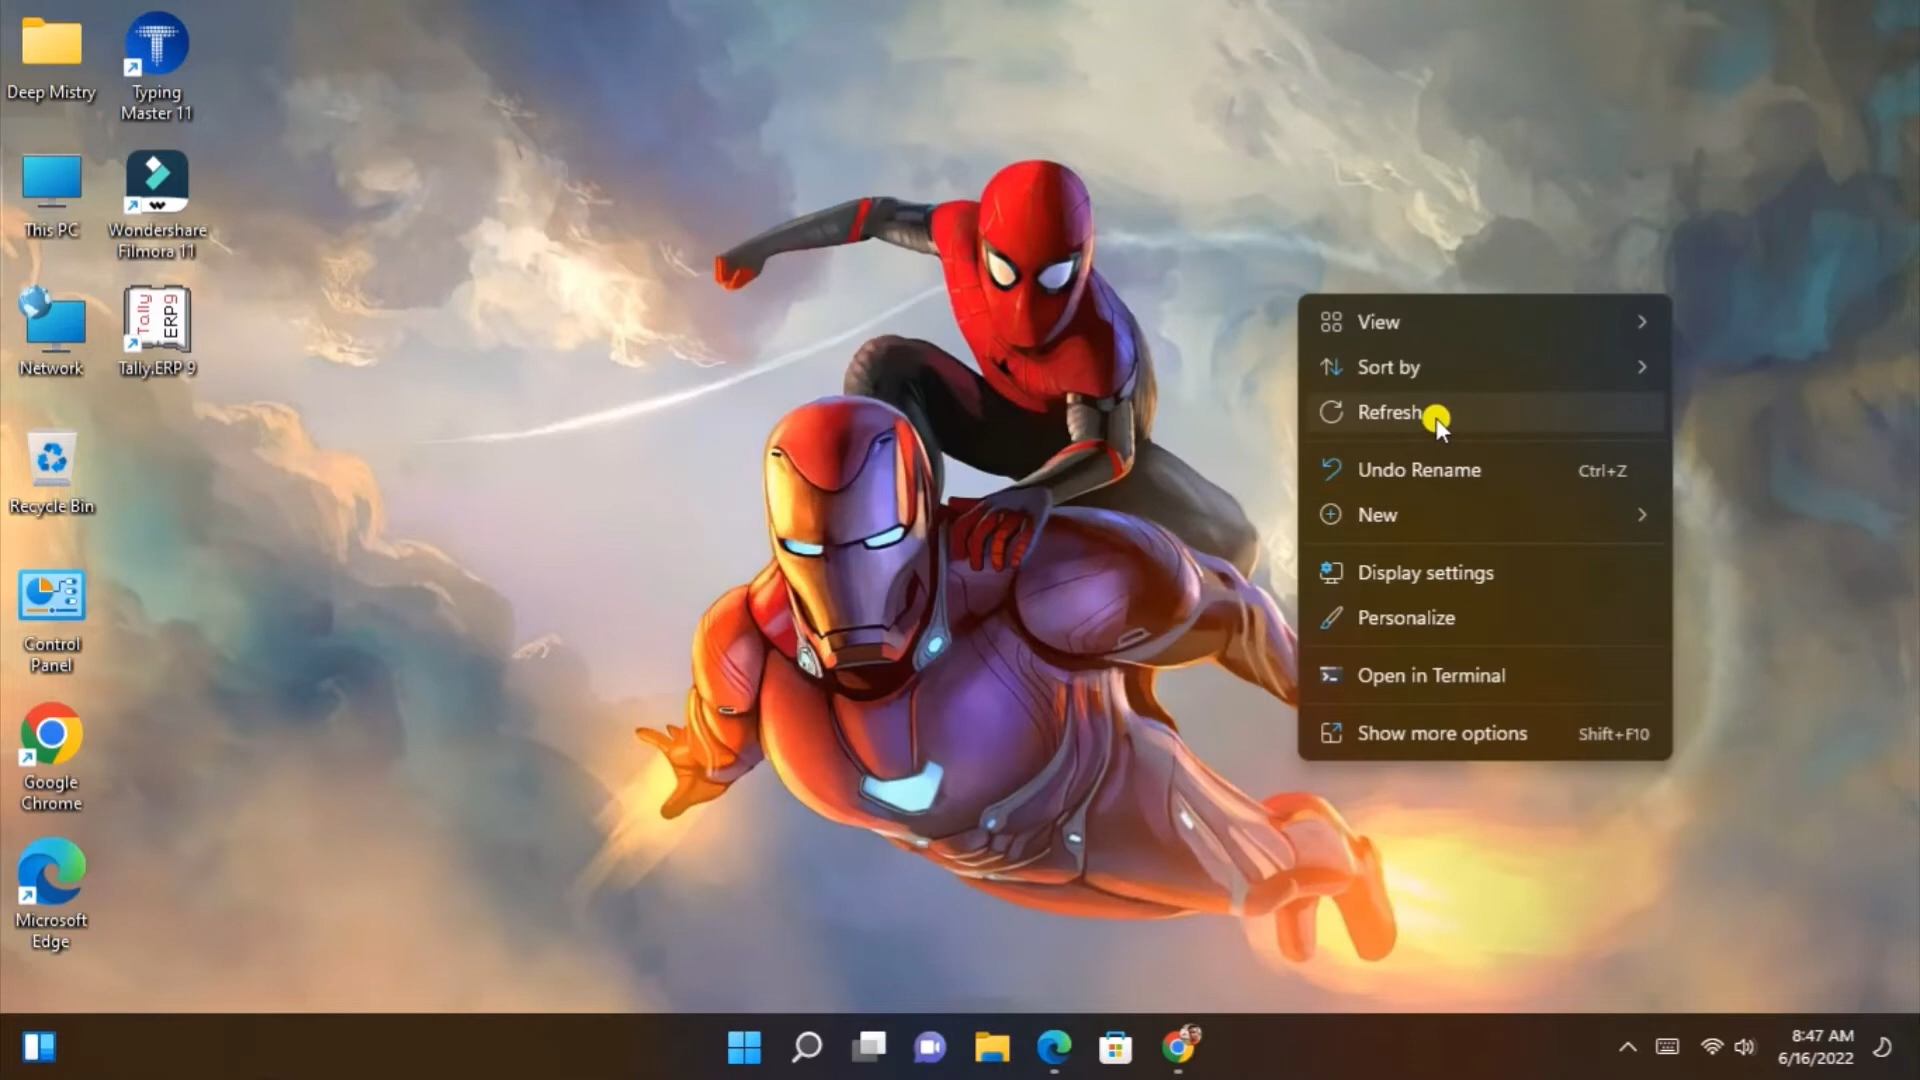 Deep Mistry
Typing
Master 11
This PC
Wondershare
Filmora 11
Network
Tally
ERP9
Tally.ERP 9
Recycle Bin
Control
Panel
Google
Chrome
Microsoft
Edge
View
Sort by
Refresh
Undo Rename Ctrl+Z
New
Display settings
Personalize
Open in Terminal
Show more options Shift+F10
8:47 AM
6/16/2022